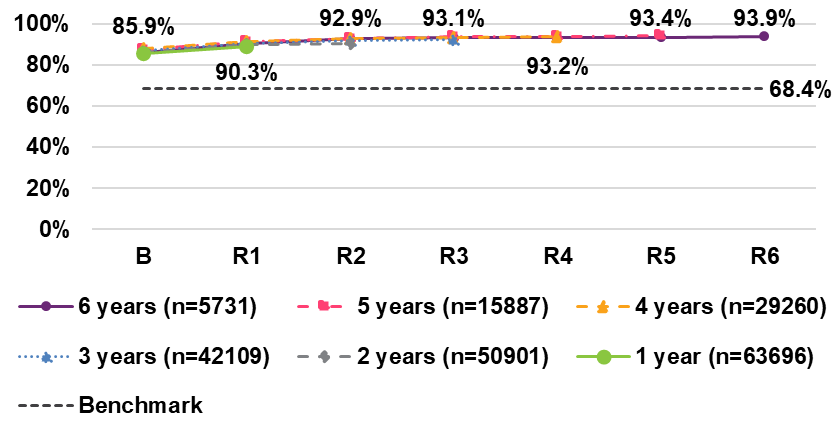 92.9% 93.1% 93.4% 93.9%
100% 85.9%
80% 90.3% 93.2%
68.4%
60%
40%
20%
0%
B R1 R2 R3 R4 R5 R6
6 years (n=5731) 5 years (n=15887) 4 years (n=29260)
3 years (n=42109) 2 years (n=50901) 1 year (n=63696)
Benchmark